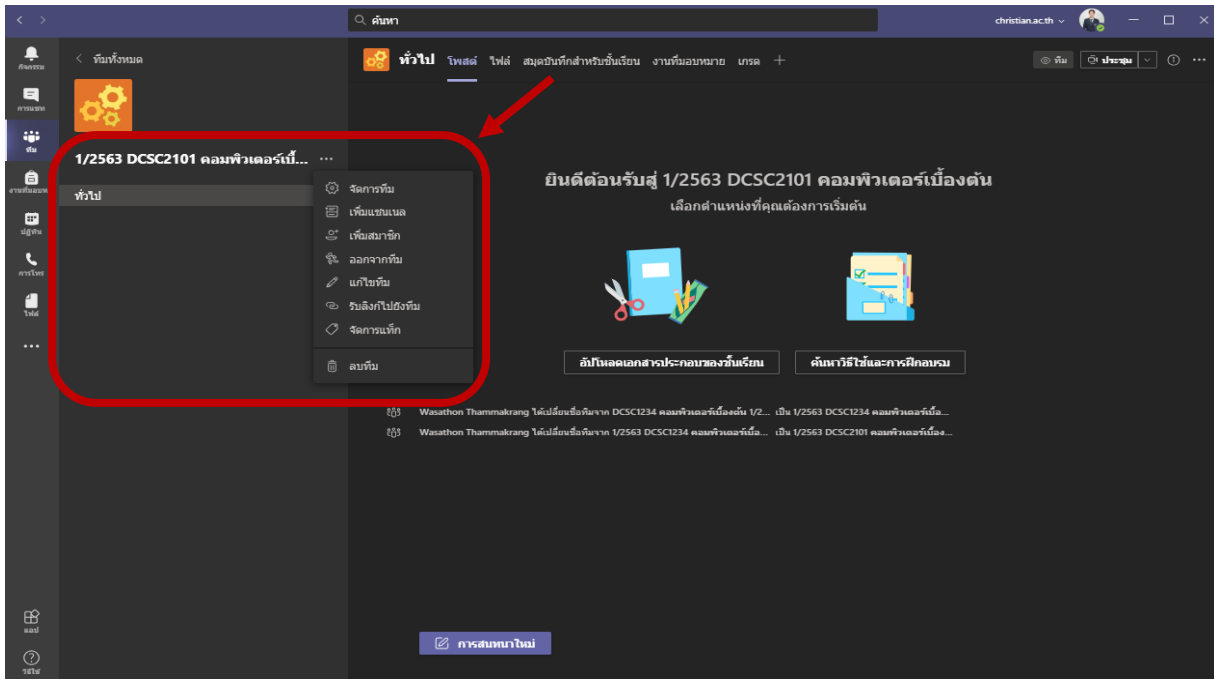 ค้นหา
christian.ac.th
กิจกรรม
การแชท
ทีม
งานที่มอบห
ปฏิทิน
การโทร
ไฟล์
แอป
วิธีใช้
ทีมทั้งหมด
1/2563 DCSC2101 คอมพิวเตอร์เบื้...
ทั่วไป
จัดการทีม
เพิ่มแชนเนล
เพิ่มสมาชิก
ออกจากทีม
แก้ไขทีม
รับลิงก์ไปยังทีม
จัดการแท็ก
ลบทีม
ทั่วไป โพสต์ ไฟล์ สมุดบันทึกสำหรับชั้นเรียน งานที่มอบหมาย เกรด
ทีม ประชุม
ยินดีต้อนรับสู่ 1/2563 DCSC2101 คอมพิวเตอร์เบื้องต้น
เลือกตำแหน่งที่คุณต้องการเริ่มต้น
อัปโหลดเอกสารประกอบของชั้นเรียน ค้นหาวิธีใช้และการฝึกอบรม
Wasathon Thammakrang ได้เปลี่ยนชื่อทีมจาก DCSC1234 คอมพิวเตอร์เบื้องต้น 1/2... เป็น 1/2563 DCSC1234 คอมพิวเตอร์เบื้อ...
Wasathon Thammakrang ได้เปลี่ยนชื่อทีมจาก 1/2563 DCSC1234 คอมพิวเตอร์เบื้อ... เป็น 1/2563 DCSC2101 คอมพิวเตอร์เบื้อง...
การสนทนาใหม่